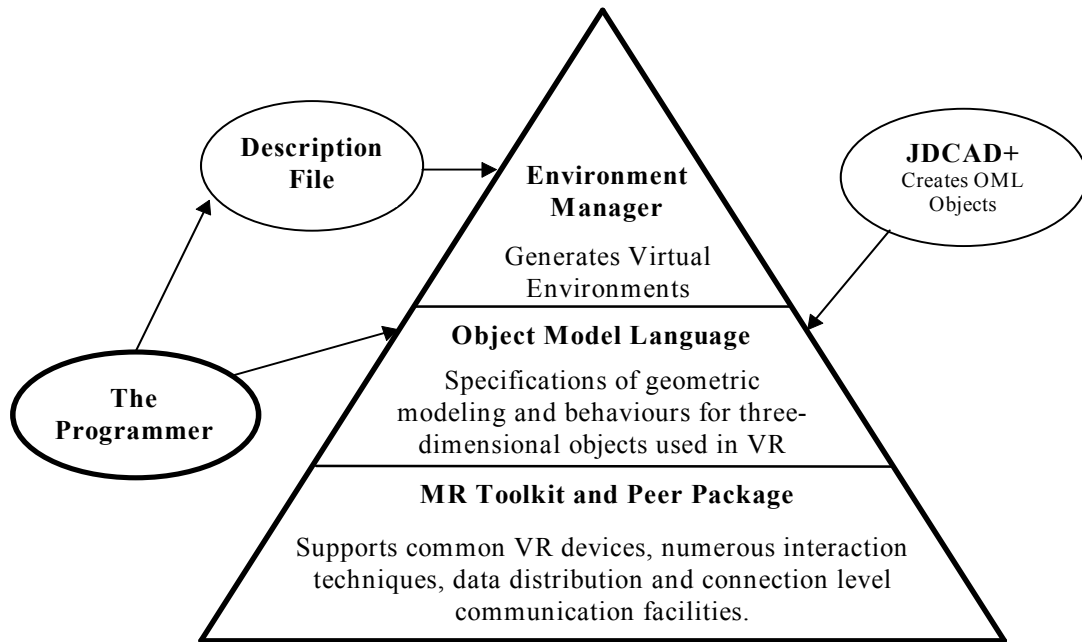 Description
File
JDCAD+
Creates OML
Objects
Environment
Manager
Generates Virtual
Environments
Object Model Language
Specifications of geometric
modeling and behaviours for three-
dimensional objects used in VR
The
Programmer
MR Toolkit and Peer Package
Supports common VR devices, numerous interaction
techniques, data distribution and connection level
communication facilities.